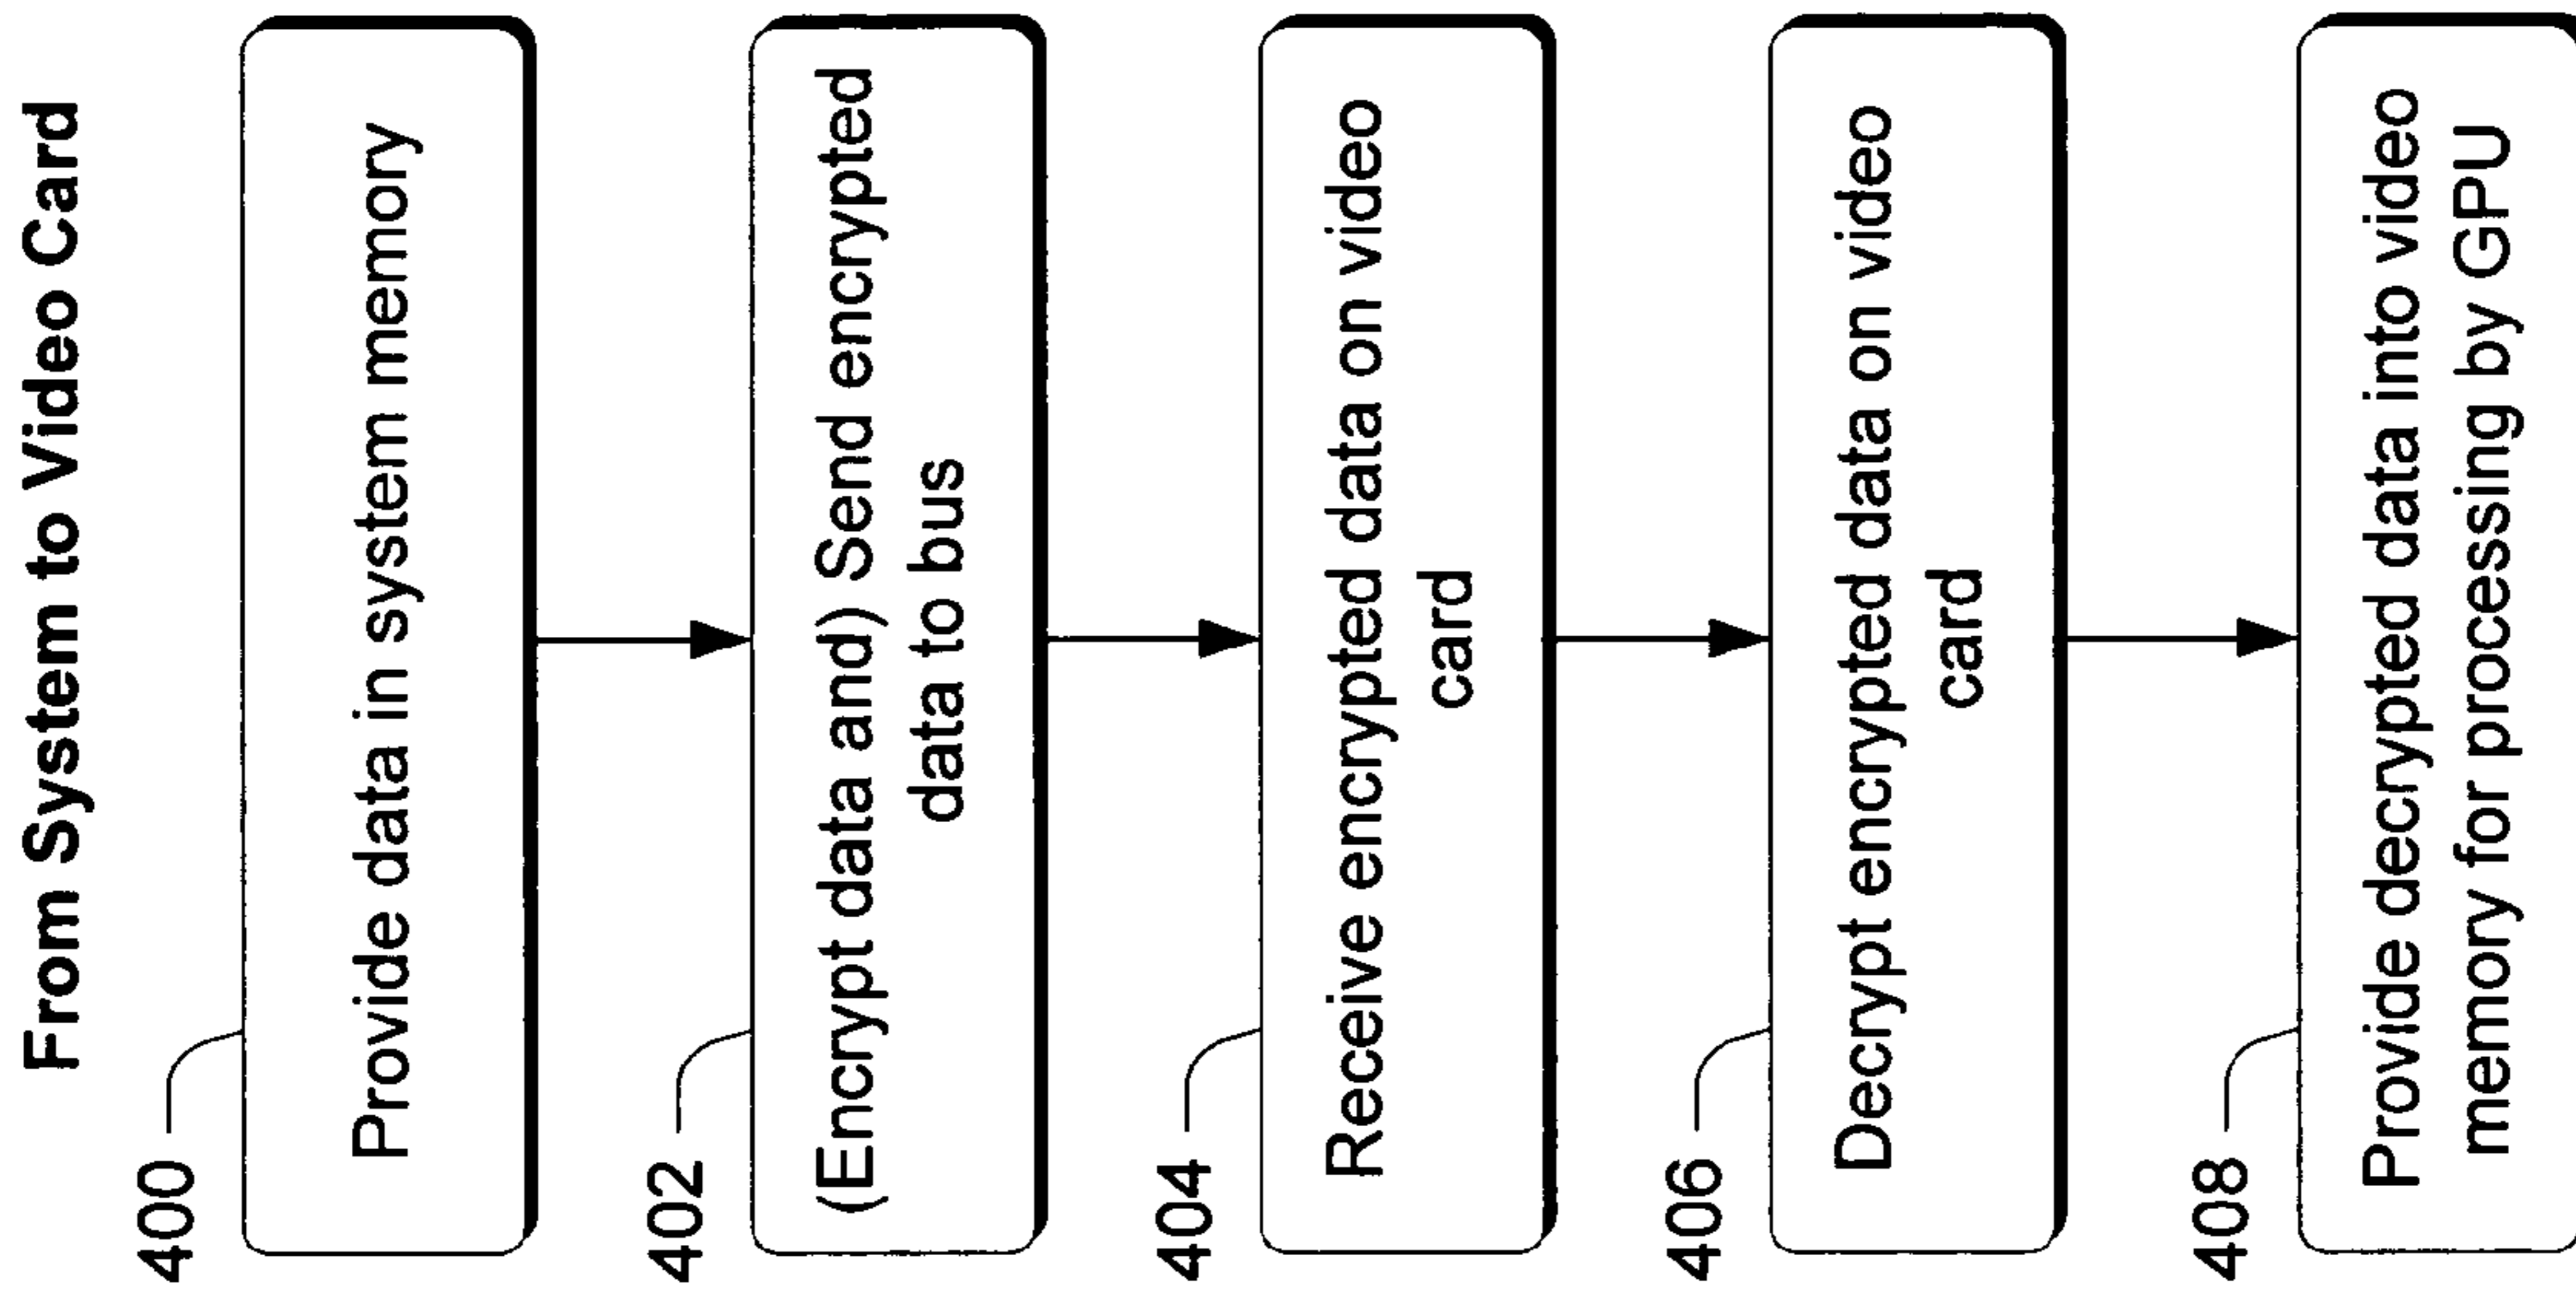 From System to Video Card
400
Provide data in system memory
402
(Encrypt data and) Send encrypted
data to bus
404
Receive encrypted data on video
card
406
Decrypt encrypted data on video
card
408
Provide decrypted data into video
memory for processing by GPU